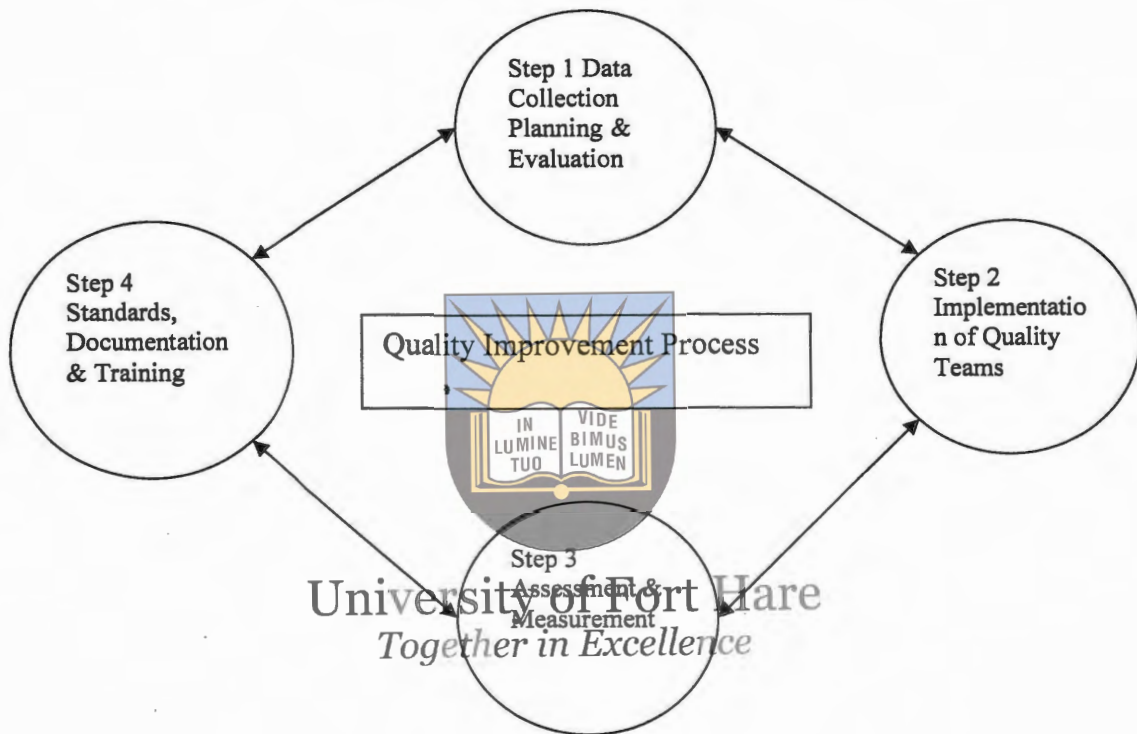 Step 1 Data
Collection
Planning &
Evaluation
Step 4
Standards,
Documentation
& Training
Quality Improvement Process
Step 2
Implementatio
n of Quality
Teams
IN
LUMINE
TUO
VIDE
BIMUS
LUMEN
Step 3
Assessment &
Measurement
University of Fort Hare
Together in Excellence